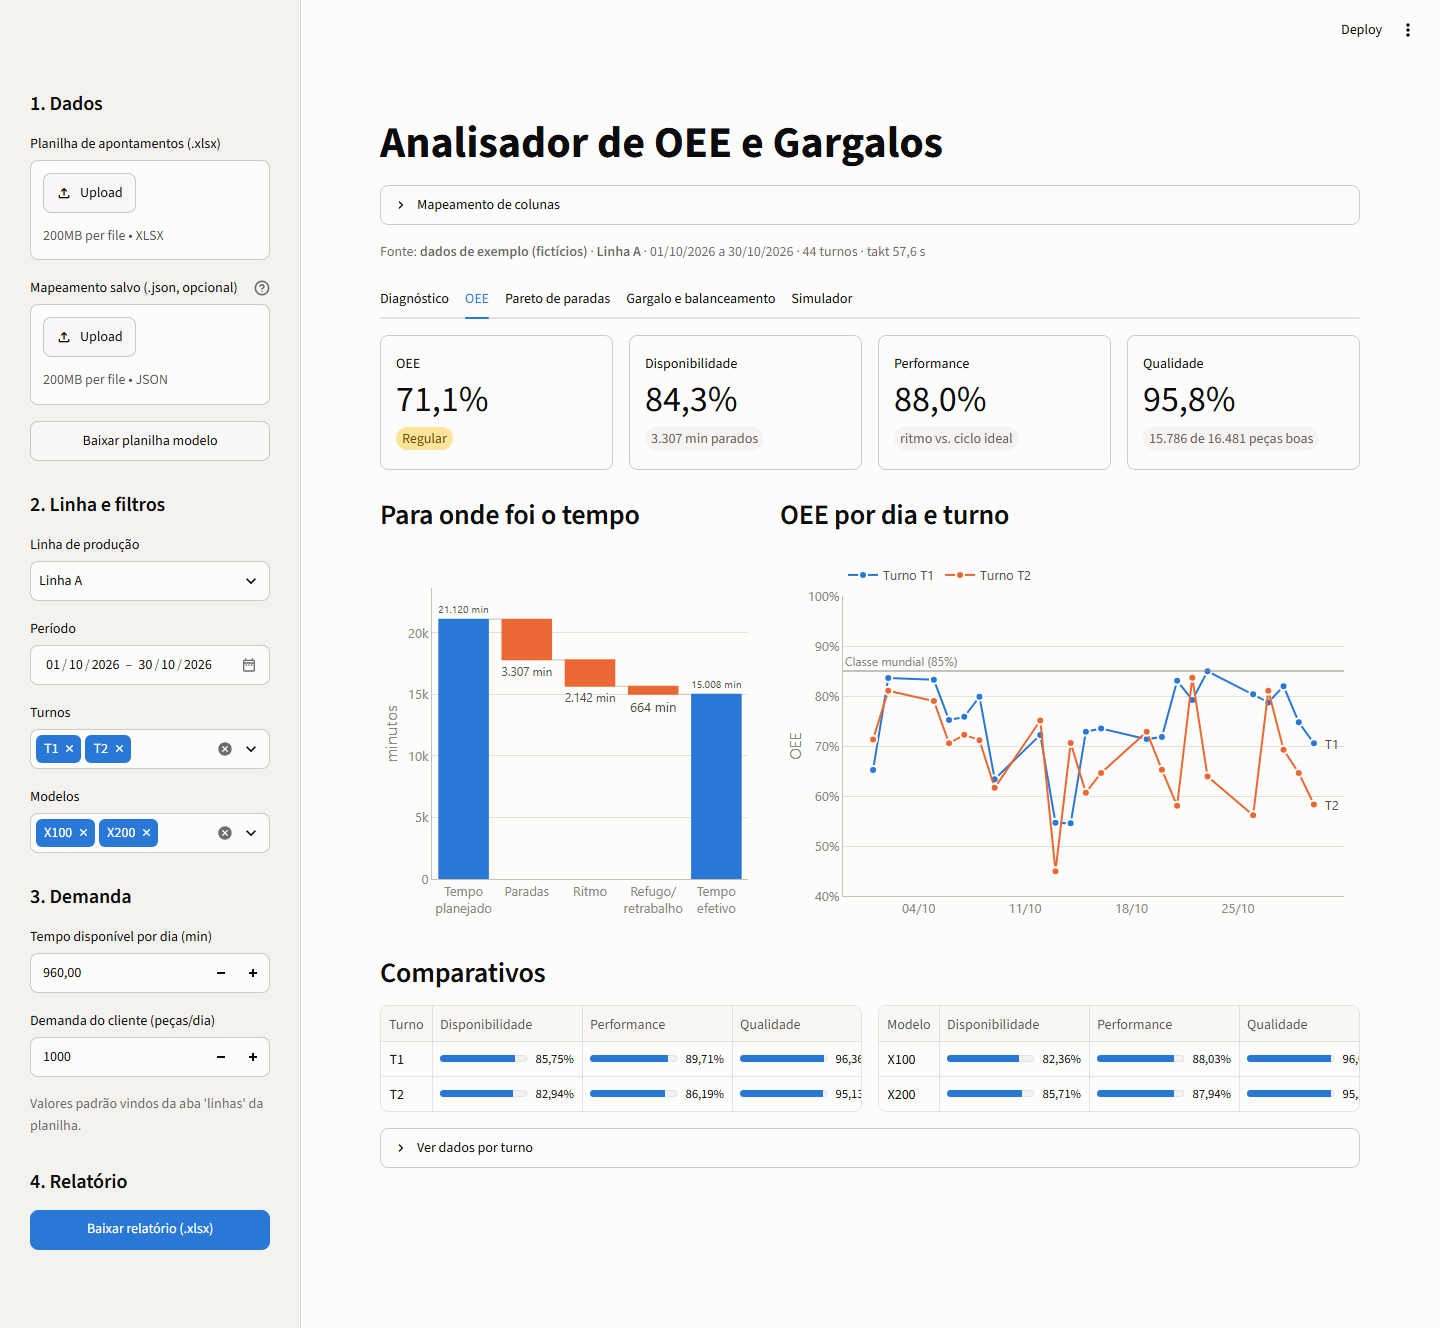 Deploy
1. Dados
Planilha de apontamentos (.xlsx)
Upload
200MB per file • XLSX
Mapeamento salvo (.json, opcional)
Upload
200MB per file • JSON
Baixar planilha modelo
2. Linha e filtros
Linha de produção
Linha A
Período
01 / 10 / 2026 – 30 / 10 / 2026
Turnos
T1 T2
Modelos
X100 X200
3. Demanda
Tempo disponível por dia (min)
960,00
Demanda do cliente (peças/dia)
1000
Valores padrão vindos da aba 'linhas' da
planilha.
4. Relatório
Baixar relatório (.xlsx)
Analisador de OEE e Gargalos
Mapeamento de colunas
Fonte: dados de exemplo (fictícios) · Linha A · 01/10/2026 a 30/10/2026 · 44 turnos · takt 57,6 s
Diagnóstico OEE Pareto de paradas Gargalo e balanceamento Simulador
OEE
71,1%
Regular
Disponibilidade
84,3%
3.307 min parados
Performance
88,0%
ritmo vs. ciclo ideal
Qualidade
95,8%
15.786 de 16.481 peças boas
Para onde foi o tempo
minutos
20k
15k
10k
5k
0
21.120 min
3.307 min
2.142 min
664 min
15.008 min
Tempo planejado
Paradas
Ritmo
Refugo/ retrabalho
Tempo efetivo
OEE por dia e turno
Turno T1 Turno T2
OEE
100%
90%
80%
70%
60%
50%
40%
Classe mundial (85%)
T1
T2
04/10 11/10 18/10 25/10
Comparativos
Turno Disponibilidade Performance Qualidade
T1 85,75% 89,71% 96,36
T2 82,94% 86,19% 95,13
Modelo Disponibilidade Performance Qualidade
X100 82,36% 88,03% 96,
X200 85,71% 87,94% 95,
Ver dados por turno